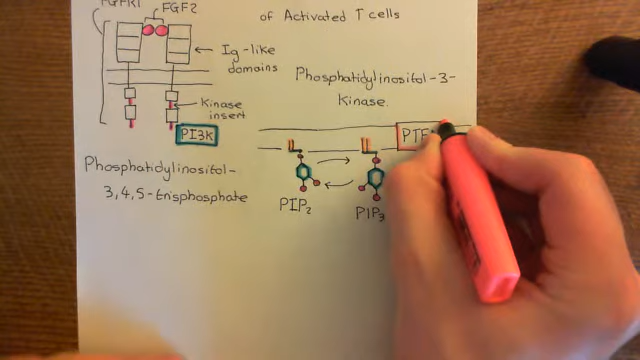 FGFR1
FGF2
of Activated T cells
Ig-like
domains
Phosphatidylinositol-3-
Kinase.
Kinase
insert
PI3K
Phosphatidylinositol-
3,4,5-trisphosphate
PIP2
PIP3